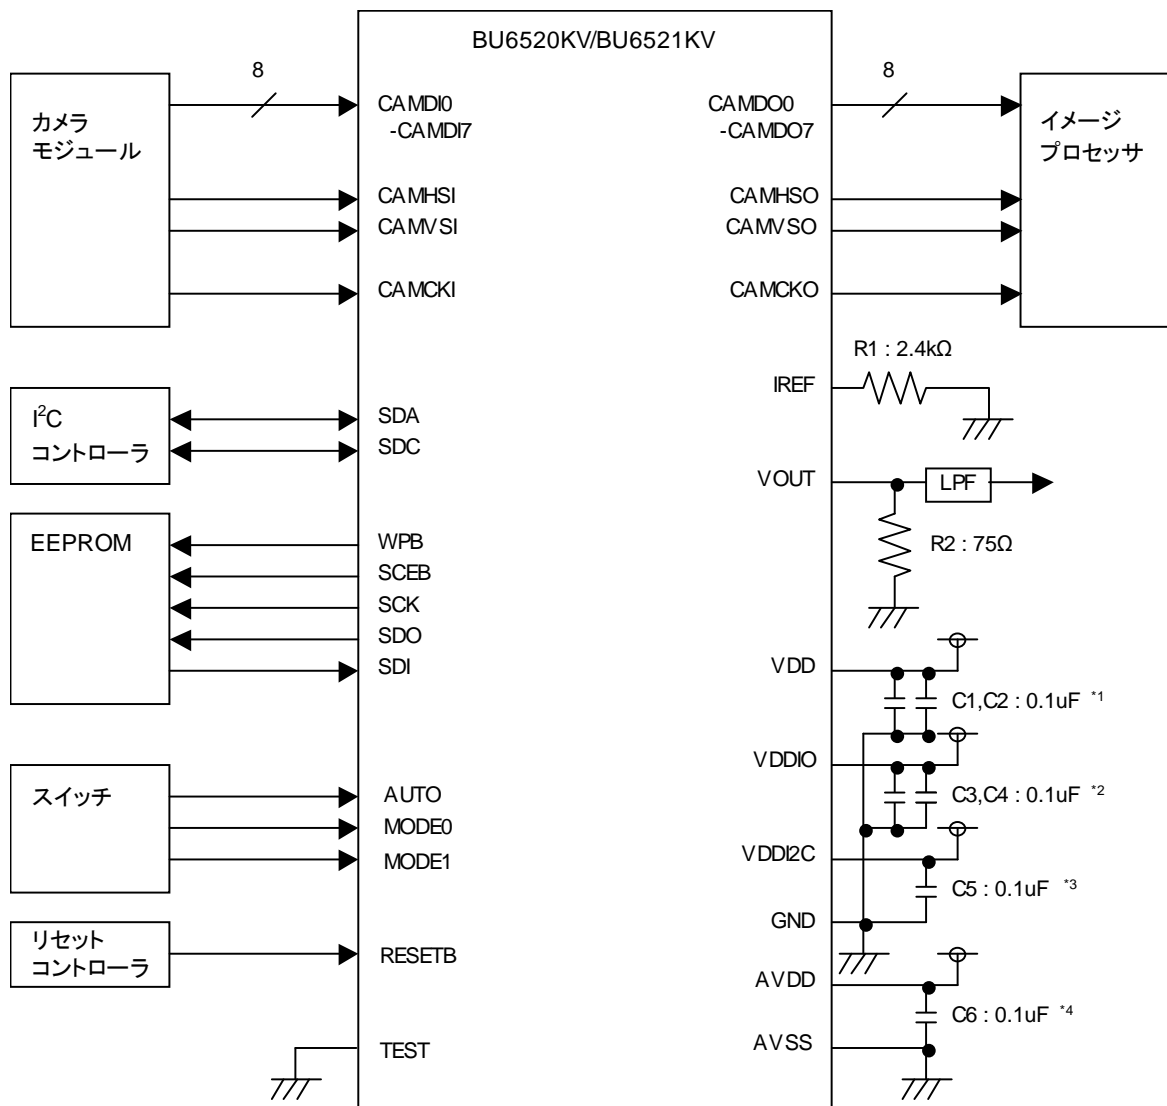 BU6520KV/BU6521KV
カメラ
モジュール
8
CAMDI0
-CAMDI7
CAMHSI
CAMVSI
CAMCKI
8
CAMDO0
-CAMDO7
CAMHSO
CAMVSO
CAMCKO
イメージ
プロセッサ
I²C
コントローラ
SDA
SDC
EEPROM
WPB
SCEB
SCK
SDO
SDI
スイッチ
AUTO
MODE0
MODE1
リセット
コントローラ
RESETB
TEST
R1 : 2.4kΩ
IREF
VOUT
LPF
R2 : 75Ω
VDD
C1,C2 : 0.1uF *1
VDDIO
C3,C4 : 0.1uF *2
VDDI2C
C5 : 0.1uF *3
GND
AVDD
C6 : 0.1uF *4
AVSS